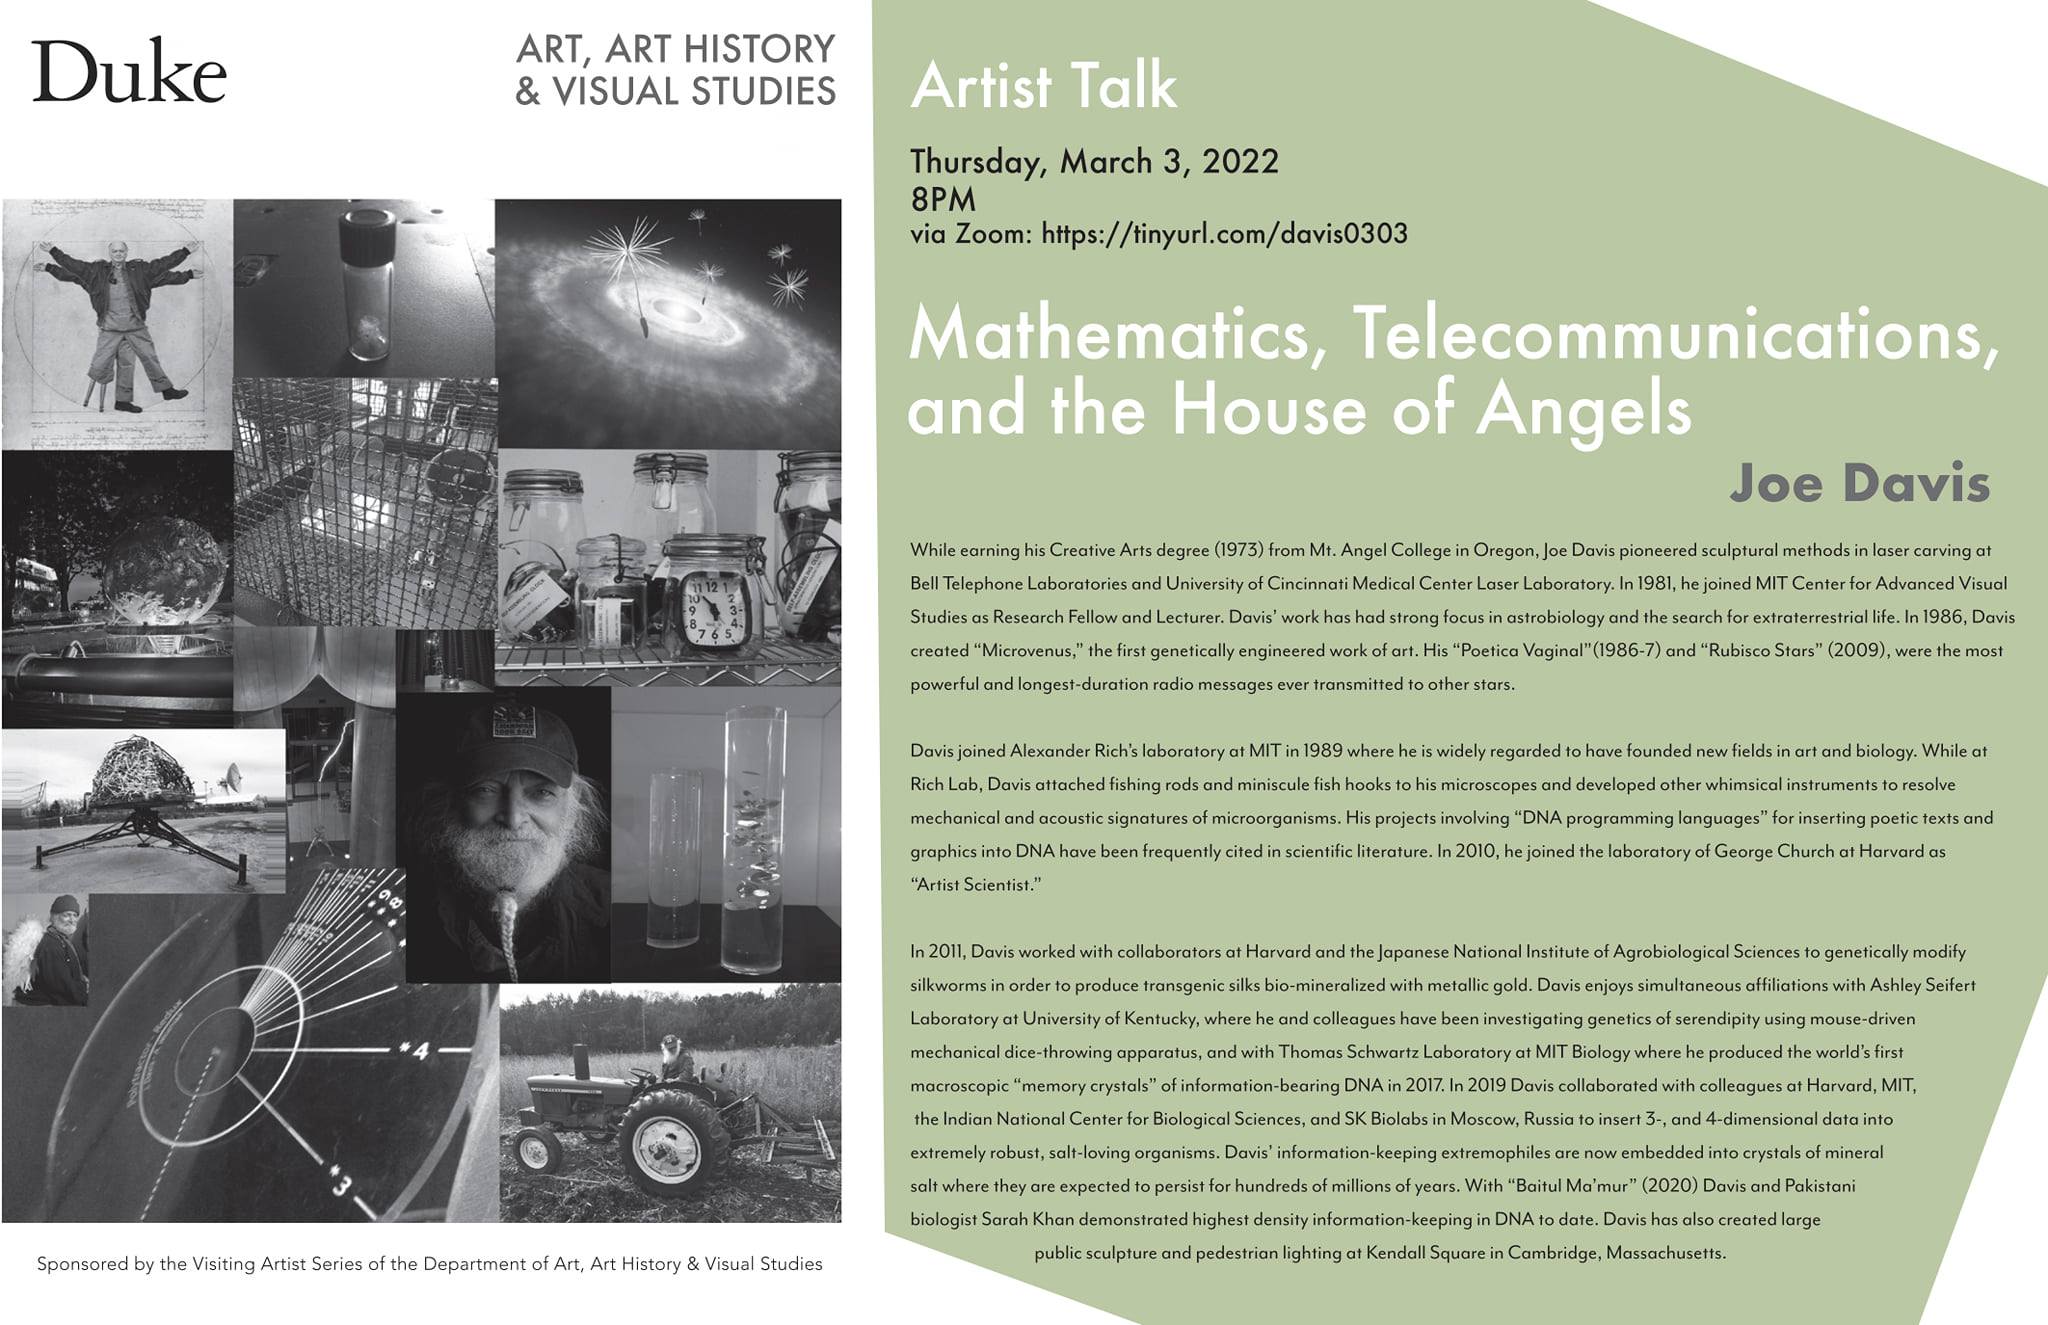 Duke
ART, ART HISTORY
& VISUAL STUDIES
Artist Talk
Thursday, March 3, 2022
8PM
via Zoom: https://tinyurl.com/davis0303
Mathematics, Telecommunications,
and the House of Angels
Joe Davis
While earning his Creative Arts degree (1973) from Mt. Angel College in Oregon, Joe Davis pioneered sculptural methods in laser carving at
Bell Telephone Laboratories and University of Cincinnati Medical Center Laser Laboratory. In 1981, he joined MIT Center for Advanced Visual
Studies as Research Fellow and Lecturer. Davis’ work has had strong focus in astrobiology and the search for extraterrestrial life. In 1986, Davis
created “Microvenus,” the first genetically engineered work of art. His “Poetica Vaginal”(1986-7) and “Rubisco Stars” (2009), were the most
powerful and longest-duration radio messages ever transmitted to other stars.
Davis joined Alexander Rich’s laboratory at MIT in 1989 where he is widely regarded to have founded new fields in art and biology. While at
Rich Lab, Davis attached fishing rods and miniscule fish hooks to his microscopes and developed other whimsical instruments to resolve
mechanical and acoustic signatures of microorganisms. His projects involving “DNA programming languages” for inserting poetic texts and
graphics into DNA have been frequently cited in scientific literature. In 2010, he joined the laboratory of George Church at Harvard as
“Artist Scientist.”
In 2011, Davis worked with collaborators at Harvard and the Japanese National Institute of Agrobiological Sciences to genetically modify
silkworms in order to produce transgenic silks bio-mineralized with metallic gold. Davis enjoys simultaneous affiliations with Ashley Seifert
Laboratory at University of Kentucky, where he and colleagues have been investigating genetics of serendipity using mouse-driven
mechanical dice-throwing apparatus, and with Thomas Schwartz Laboratory at MIT Biology where he produced the world’s first
macroscopic “memory crystals” of information-bearing DNA in 2017. In 2019 Davis collaborated with colleagues at Harvard, MIT,
the Indian National Center for Biological Sciences, and SK Biolabs in Moscow, Russia to insert 3-, and 4-dimensional data into
extremely robust, salt-loving organisms. Davis’ information-keeping extremophiles are now embedded into crystals of mineral
salt where they are expected to persist for hundreds of millions of years. With “Baitul Ma’mur” (2020) Davis and Pakistani
biologist Sarah Khan demonstrated highest density information-keeping in DNA to date. Davis has also created large
public sculpture and pedestrian lighting at Kendall Square in Cambridge, Massachusetts.
11 12 1
10 2
9 3
8 4
7 6 5
*4
*3
Sponsored by the Visiting Artist Series of the Department of Art, Art History & Visual Studies